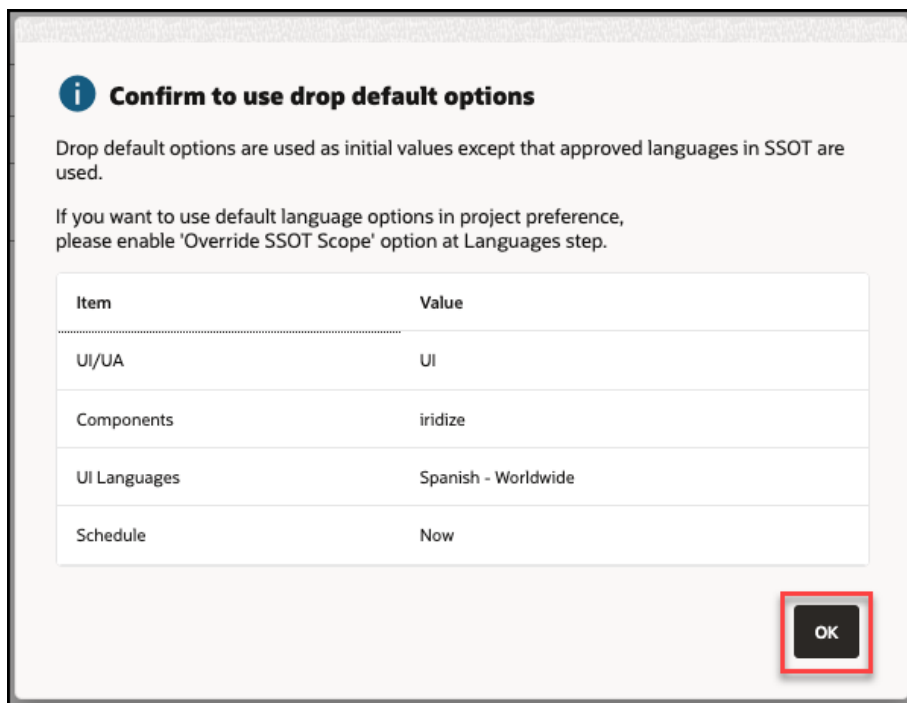 i
Confirm to use drop default options
Drop default options are used as initial values except that approved languages in SSOT are
used.
If you want to use default language options in project preference,
please enable 'Override SSOT Scope' option at Languages step.
Item Value
UI/UA UI
Components iridize
UI Languages Spanish - Worldwide
Schedule Now
OK